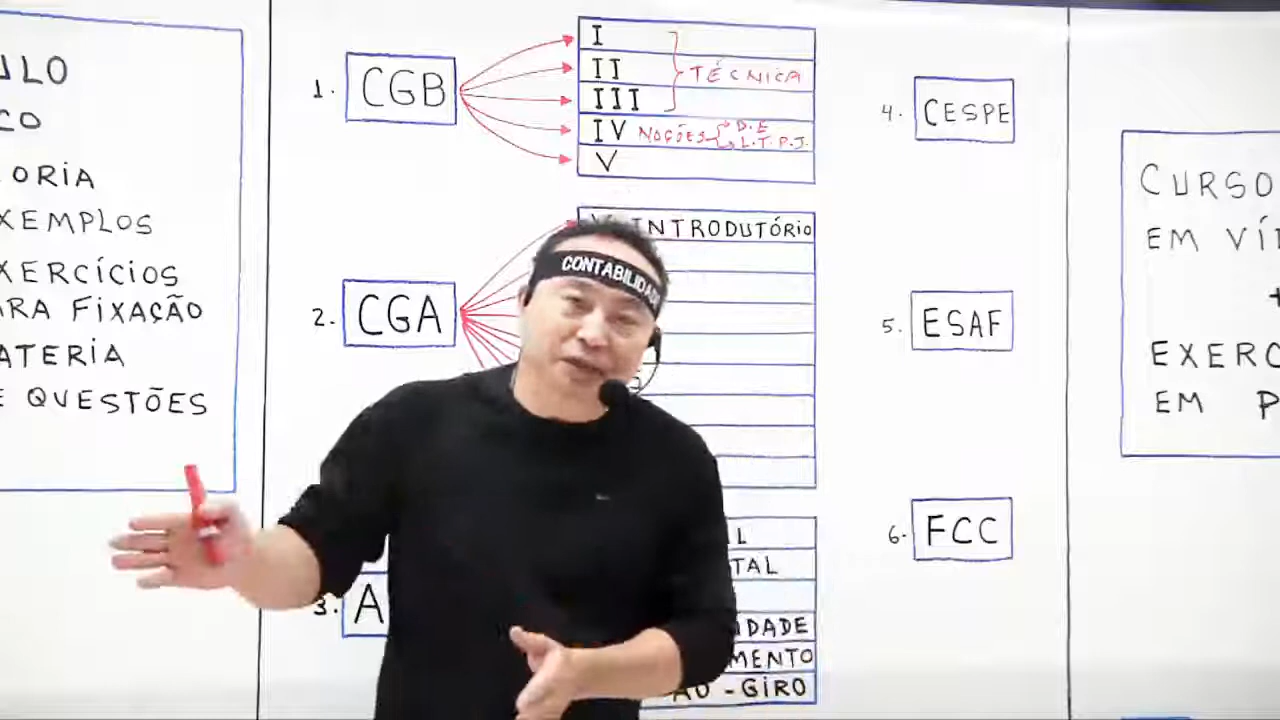 ULO
CO
ORIA
XEMPLOS
XERCÍCIOS
ARA FIXAÇÃO
ATERIA
E QUESTÕES
1. CGB
I
II
III
TÉCNICA
IV NOÇÕES D.E
L.T.P.J.
V
2. CGA
INTRODUTÓRIO
CONTABILIDADE
3. A
L
TAL
IDADE
MENTO
ÃO - GIRO
4. CESPE
5. ESAF
6. FCC
CURSO
EM VÍ
+
EXERC
EM P